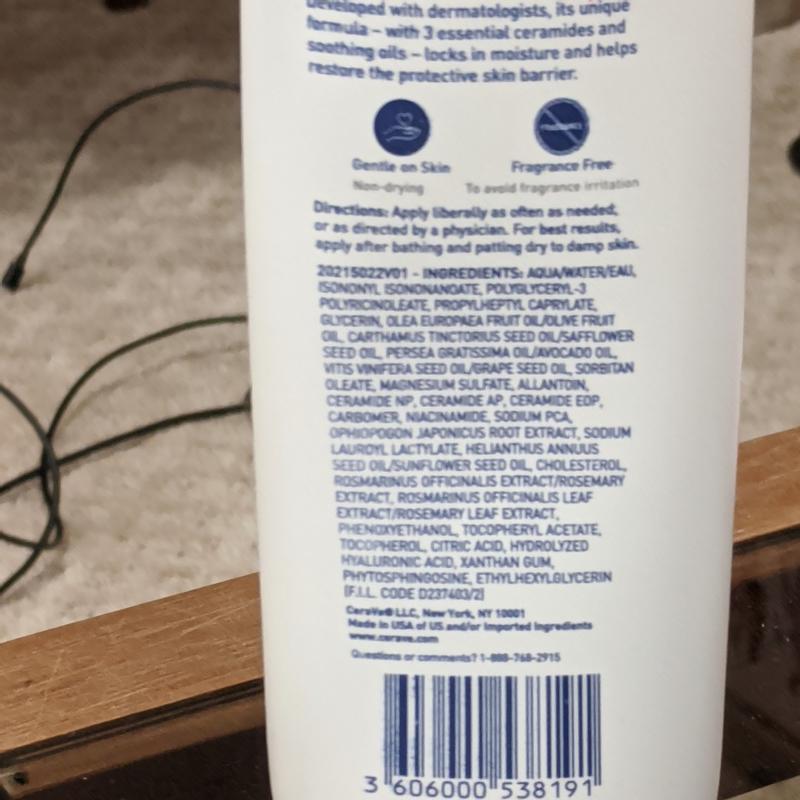 Developed with dermatologists, its unique
formula – with 3 essential ceramides and
soothing oils – locks in moisture and helps
restore the protective skin barrier.
FRAGRANCE
Gentle on Skin
Fragrance Free
Non-drying
To avoid fragrance irritation
Directions: Apply liberally as often as needed,
or as directed by a physician. For best results,
apply after bathing and patting dry to damp skin.
20215022V01 - INGREDIENTS: AQUA/WATER/EAU,
ISONONYL ISONONANOATE, POLYGLYCERYL-3
POLYRICINOLEATE, PROPYLHEPTYL CAPRYLATE,
GLYCERIN, OLEA EUROPAEA FRUIT OIL/OLIVE FRUIT
OIL, CARTHAMUS TINCTORIUS SEED OIL/SAFFLOWER
SEED OIL, PERSEA GRATISSIMA OIL/AVOCADO OIL,
VITIS VINIFERA SEED OIL/GRAPE SEED OIL, SORBITAN
OLEATE, MAGNESIUM SULFATE, ALLANTOIN,
CERAMIDE NP, CERAMIDE AP, CERAMIDE EOP,
CARBOMER, NIACINAMIDE, SODIUM PCA,
OPHIOPOGON JAPONICUS ROOT EXTRACT, SODIUM
LAUROYL LACTYLATE, HELIANTHUS ANNUUS
SEED OIL/SUNFLOWER SEED OIL, CHOLESTEROL,
ROSMARINUS OFFICINALIS EXTRACT/ROSEMARY
EXTRACT, ROSMARINUS OFFICINALIS LEAF
EXTRACT/ROSEMARY LEAF EXTRACT,
PHENOXYETHANOL, TOCOPHERYL ACETATE,
TOCOPHEROL, CITRIC ACID, HYDROLYZED
HYALURONIC ACID, XANTHAN GUM,
PHYTOSPHINGOSINE, ETHYLHEXYLGLYCERIN
[F.I.L. CODE D237403/2]
CeraVe® LLC, New York, NY 10001
Made in USA of US and/or Imported Ingredients
www.cerave.com
Questions or comments? 1-888-768-2915
3 606000 538191